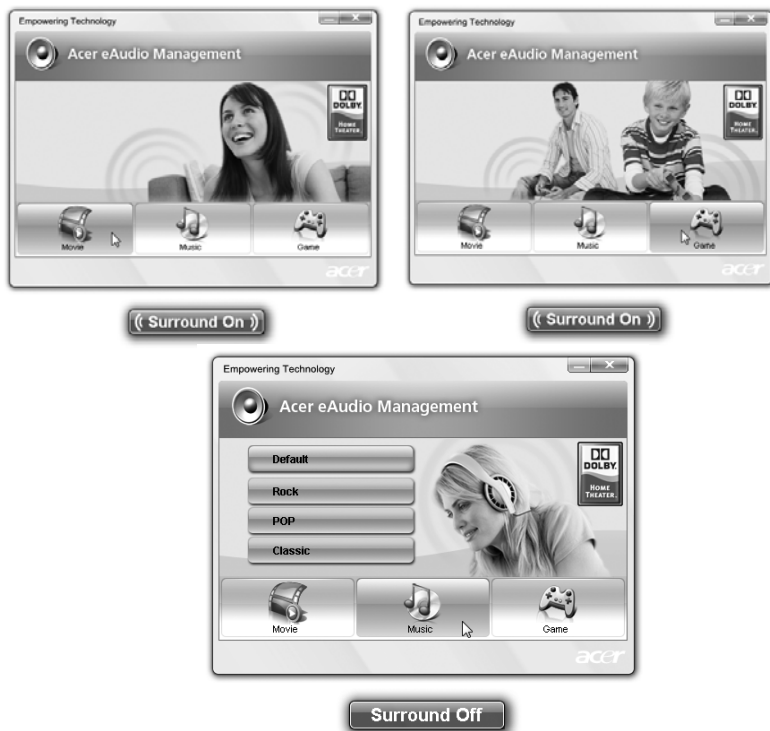 Empowering Technology
Acer eAudio Management
DOLBY
HOME THEATER
Movie
Music
Game
acer
Surround On
Empowering Technology
Acer eAudio Management
DOLBY
HOME THEATER
Movie
Music
Game
acer
Surround On
Empowering Technology
Acer eAudio Management
Default
Rock
POP
Classic
DOLBY
HOME THEATER
Movie
Music
Game
acer
Surround Off